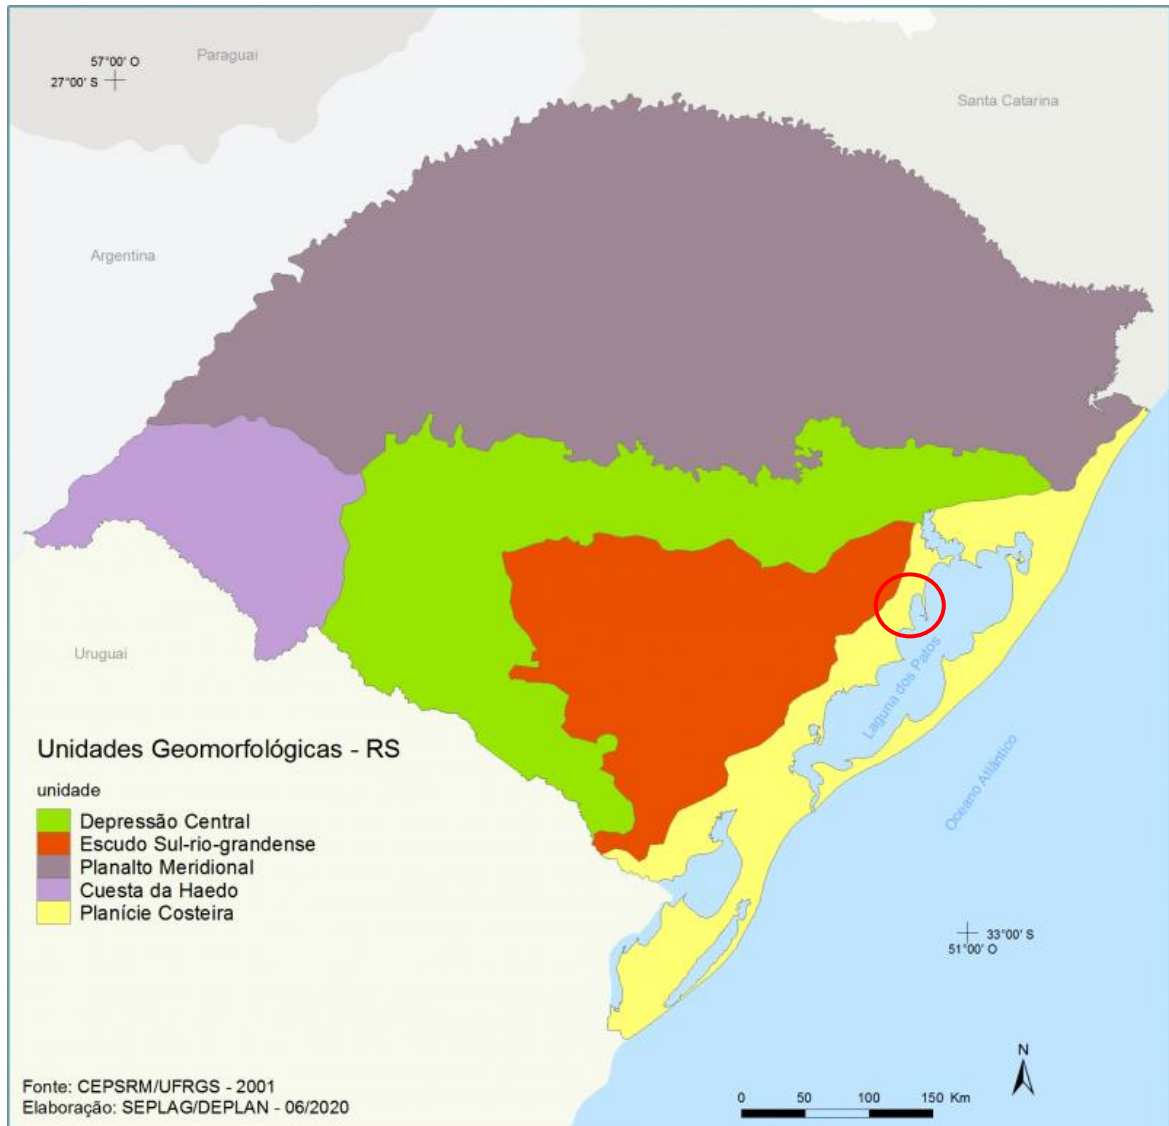 57°00' O
27°00' S
Paraguai
Santa Catarina
Argentina
Uruguai
Laguna dos Patos
Oceano Atlântico
Unidades Geomorfológicas - RS
unidade
Depressão Central
Escudo Sul-rio-grandense
Planalto Meridional
Cuesta da Haedo
Planície Costeira
33°00' S
51°00' O
N
Fonte: CEPSRM/UFRGS - 2001
Elaboração: SEPLAG/DEPLAN - 06/2020
0 50 100 150 Km